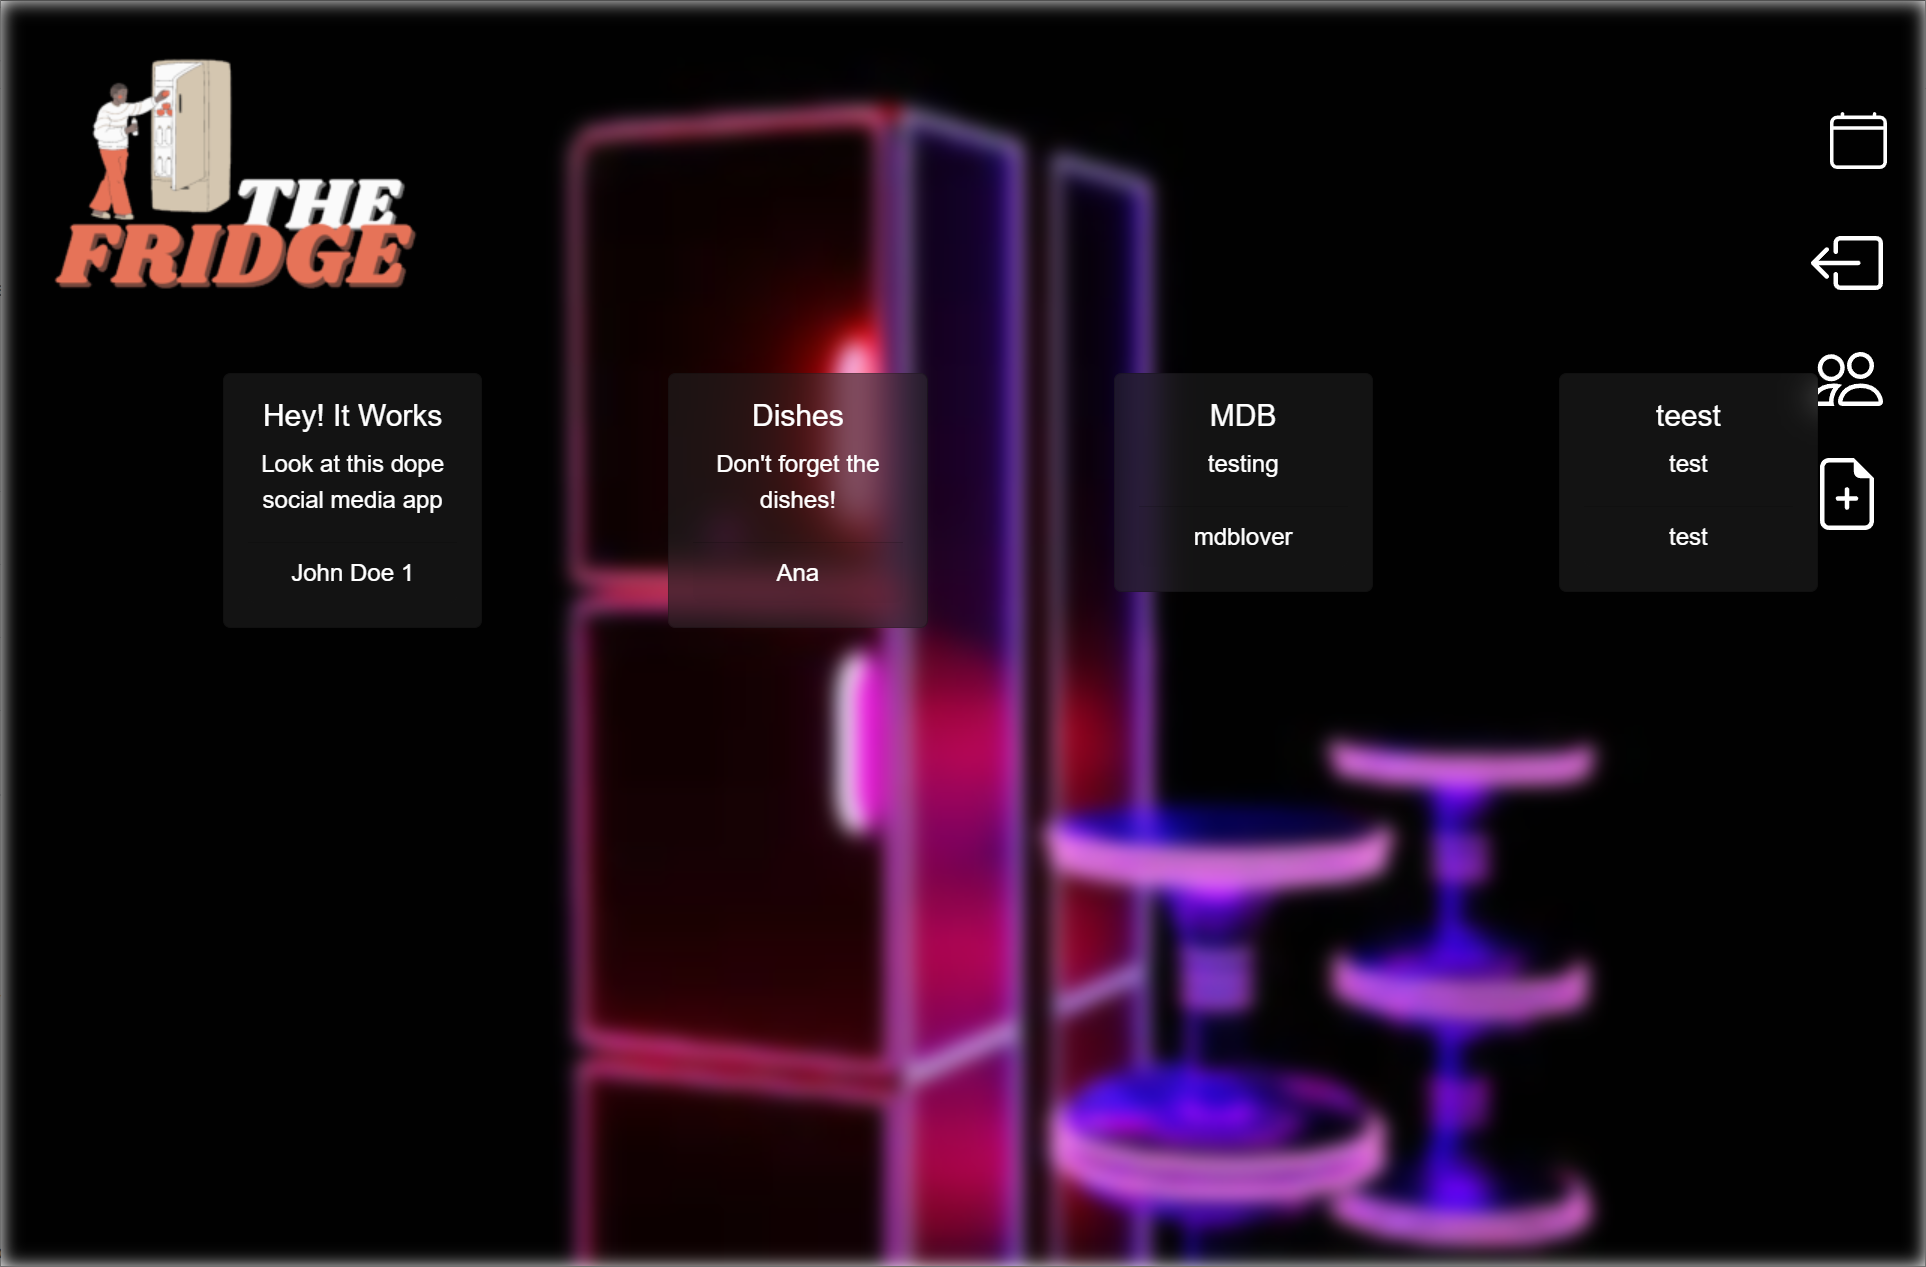 THE
FRIDGE
Hey! It Works
Look at this dope
social media app
John Doe 1
Dishes
Don't forget the
dishes!
Ana
MDB
testing
mdblover
teest
test
test